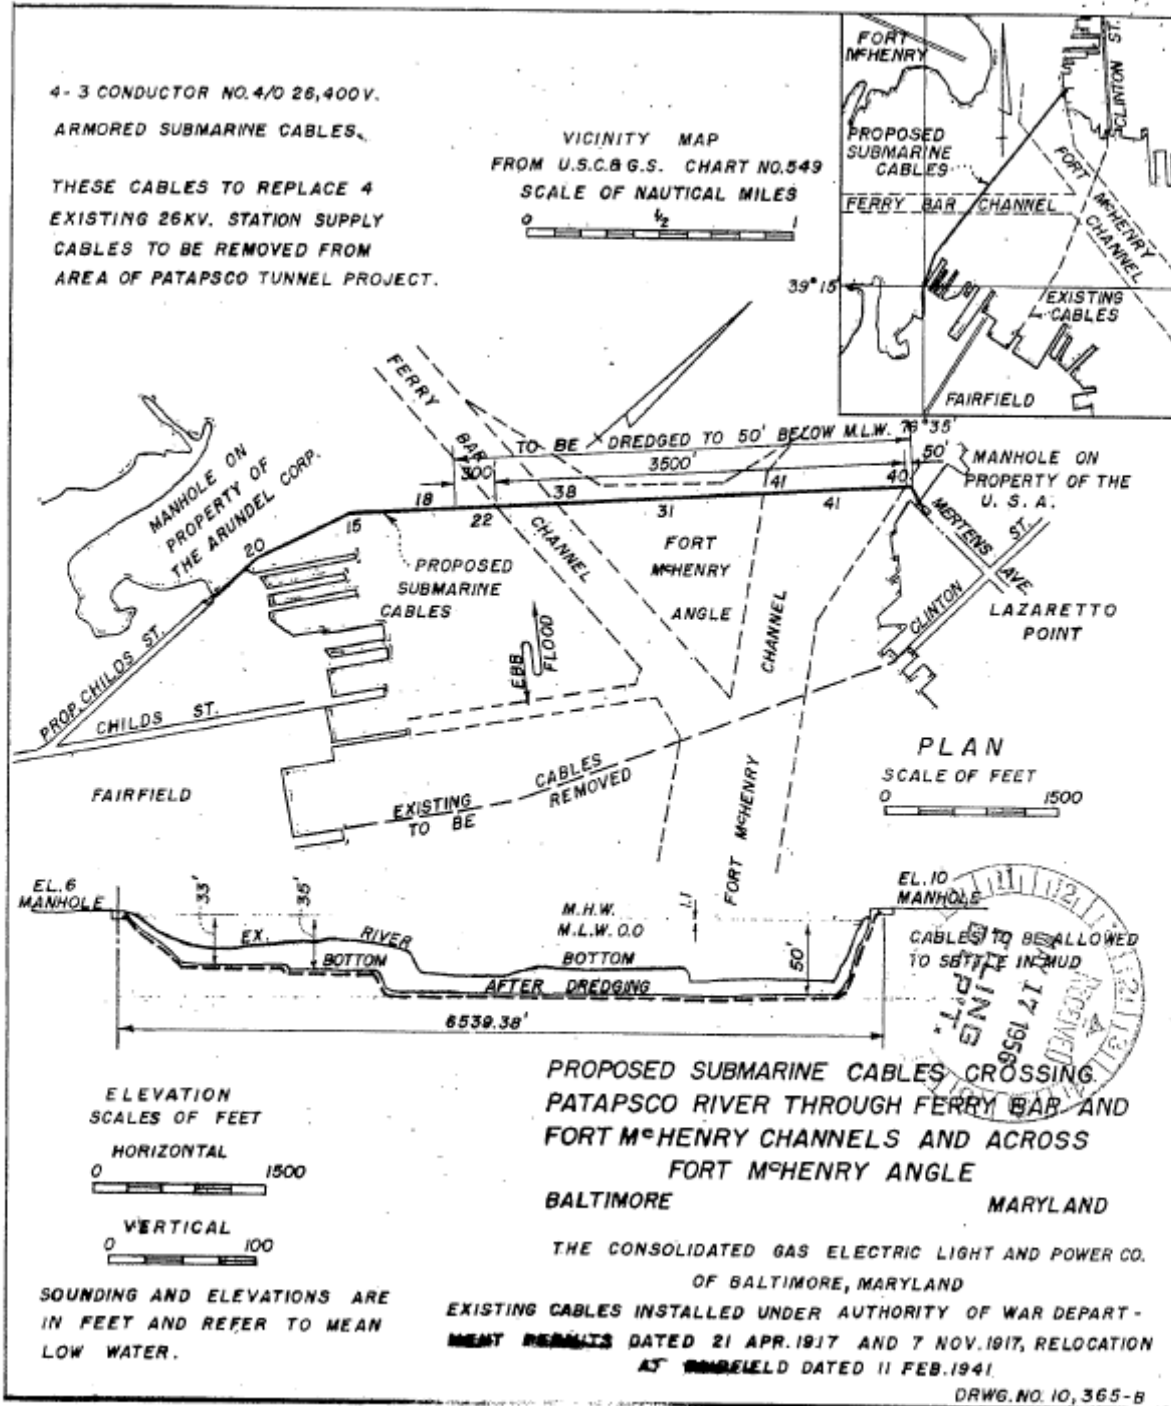 4-3 CONDUCTOR NO. 4/0 26,400 V.
ARMORED SUBMARINE CABLES.
THESE CABLES TO REPLACE 4
EXISTING 26KV. STATION SUPPLY
CABLES TO BE REMOVED FROM
AREA OF PATAPSCO TUNNEL PROJECT.
VICINITY MAP
FROM U.S.C.& G.S. CHART NO. 549
SCALE OF NAUTICAL MILES
0 1/2 1
FORT
McHENRY
CLINTON ST.
PROPOSED
SUBMARINE
CABLES
FORT McHENRY
CHANNEL
FERRY BAR CHANNEL
39° 15'
EXISTING
CABLES
FAIRFIELD
76° 35'
FERRY
BAR
CHANNEL
TO BE DREDGED TO 50' BELOW M.L.W.
300'
3500'
50'
MANHOLE ON
PROPERTY OF
THE ARUNDEL CORP.
20
15
18
22
38
31
41
41
40
MANHOLE ON
PROPERTY OF THE
U. S. A.
MERTENS AVE.
CLINTON ST.
LAZARETTO
POINT
PROPOSED
SUBMARINE
CABLES
FORT
McHENRY
ANGLE
CHANNEL
EBB
FLOOD
PROP. CHILDS ST.
CHILDS ST.
FAIRFIELD
EXISTING CABLES
TO BE REMOVED
FORT McHENRY
PLAN
SCALE OF FEET
0 1500
EL. 6
MANHOLE
33'
35'
M.H.W.
M.L.W. 0.0
1.1
50'
EL. 10
MANHOLE
EX. RIVER
BOTTOM
BOTTOM
AFTER DREDGING
CABLES TO BE ALLOWED
TO SETTLE IN MUD
6539.38'
RECEIVED
17 1956
ELEVATION
SCALES OF FEET
HORIZONTAL
0 1500
VERTICAL
0 100
SOUNDING AND ELEVATIONS ARE
IN FEET AND REFER TO MEAN
LOW WATER.
PROPOSED SUBMARINE CABLES CROSSING
PATAPSCO RIVER THROUGH FERRY BAR AND
FORT McHENRY CHANNELS AND ACROSS
FORT McHENRY ANGLE
BALTIMORE MARYLAND
THE CONSOLIDATED GAS ELECTRIC LIGHT AND POWER CO.
OF BALTIMORE, MARYLAND
EXISTING CABLES INSTALLED UNDER AUTHORITY OF WAR DEPART-
MENT PERMITS DATED 21 APR. 1917 AND 7 NOV. 1917, RELOCATION
AT FAIRFIELD DATED 11 FEB. 1941
DRWG. NO. 10, 365-B